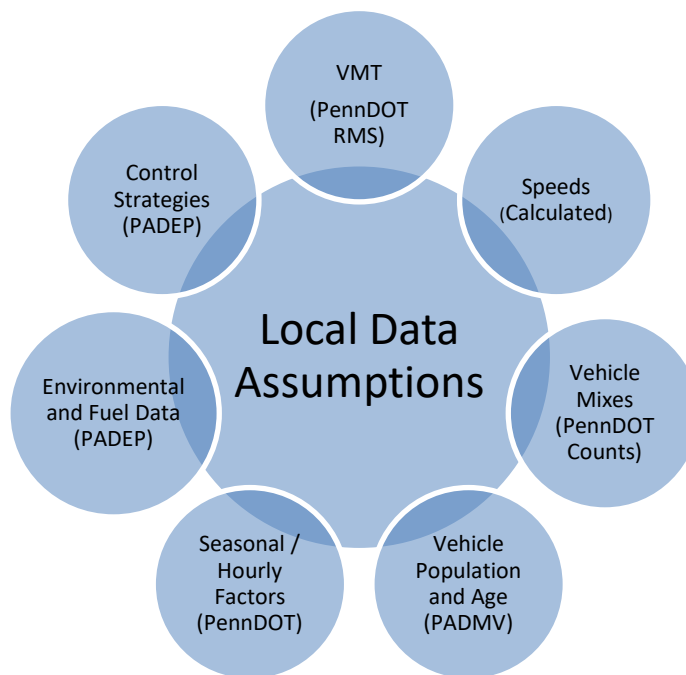 VMT
(PennDOT
RMS)
Speeds
(Calculated)
Vehicle
Mixes
(PennDOT
Counts)
Vehicle
Population
and Age
(PADMV)
Seasonal /
Hourly
Factors
(PennDOT)
Environmental
and Fuel Data
(PADEP)
Control
Strategies
(PADEP)
Local Data
Assumptions